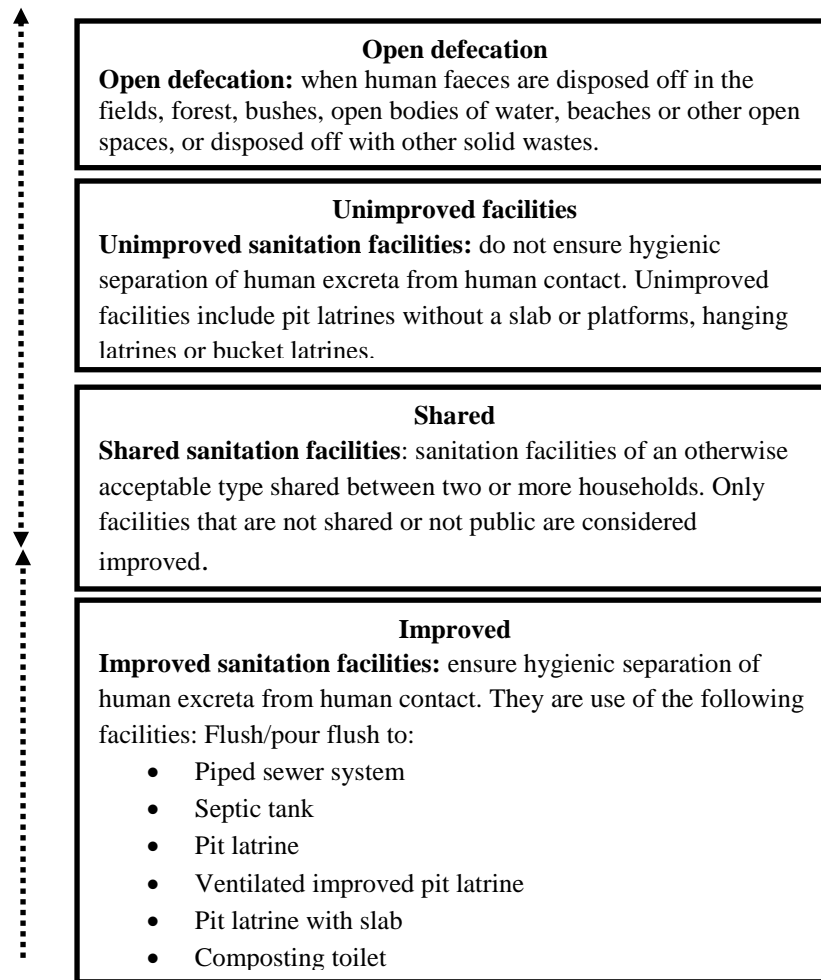 Open defecation
Open defecation: when human faeces are disposed off in the
fields, forest, bushes, open bodies of water, beaches or other open
spaces, or disposed off with other solid wastes.
Unimproved facilities
Unimproved sanitation facilities: do not ensure hygienic
separation of human excreta from human contact. Unimproved
facilities include pit latrines without a slab or platforms, hanging
latrines or bucket latrines.
Shared
Shared sanitation facilities: sanitation facilities of an otherwise
acceptable type shared between two or more households. Only
facilities that are not shared or not public are considered
improved.
Improved
Improved sanitation facilities: ensure hygienic separation of
human excreta from human contact. They are use of the following
facilities: Flush/pour flush to:
• Piped sewer system
• Septic tank
• Pit latrine
• Ventilated improved pit latrine
• Pit latrine with slab
• Composting toilet